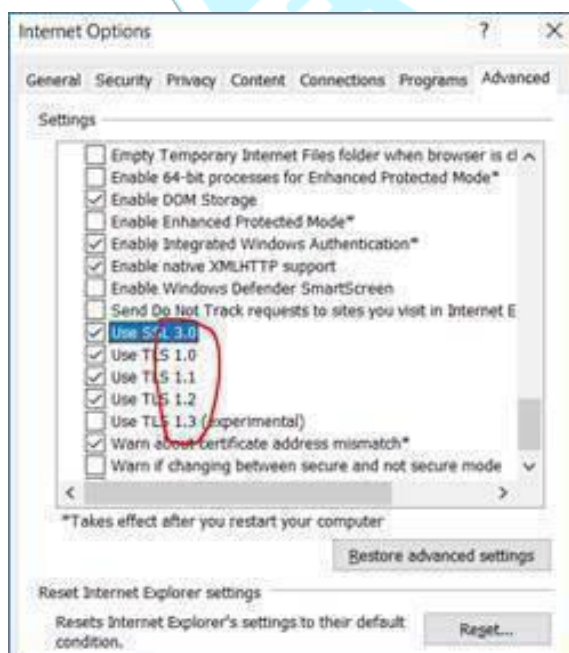 Internet Options
?
General Security Privacy Content Connections Programs Advanced
Settings
Empty Temporary Internet Files folder when browser is cl
Enable 64-bit processes for Enhanced Protected Mode*
Enable DOM Storage
Enable Enhanced Protected Mode*
Enable Integrated Windows Authentication*
Enable native XMLHTTP support
Enable Windows Defender SmartScreen
Send Do Not Track requests to sites you visit in Internet E
Use SSL 3.0
Use TLS 1.0
Use TLS 1.1
Use TLS 1.2
Use TLS 1.3 (experimental)
Warn about certificate address mismatch*
Warn if changing between secure and not secure mode
*Takes effect after you restart your computer
Restore advanced settings
Reset Internet Explorer settings
Resets Internet Explorer's settings to their default
condition.
Reset...